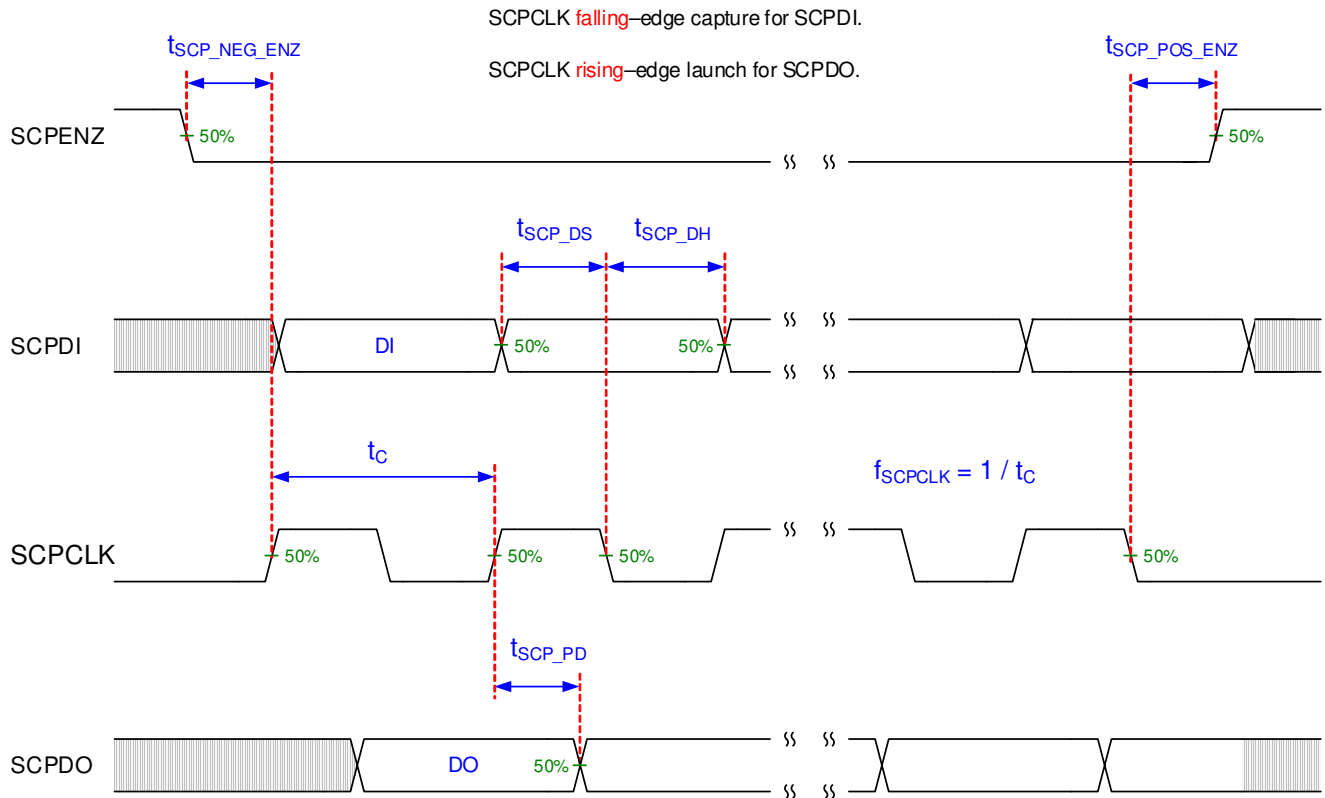 SCPCLK falling–edge capture for SCPDI.
SCPCLK rising–edge launch for SCPDO.
tSCP_NEG_ENZ
tSCP_POS_ENZ
SCPENZ
50%
50%
tSCP_DS
tSCP_DH
SCPDI
DI
50%
50%
tC
fSCPCLK = 1 / tC
SCPCLK
50%
50%
50%
50%
tSCP_PD
SCPDO
DO
50%